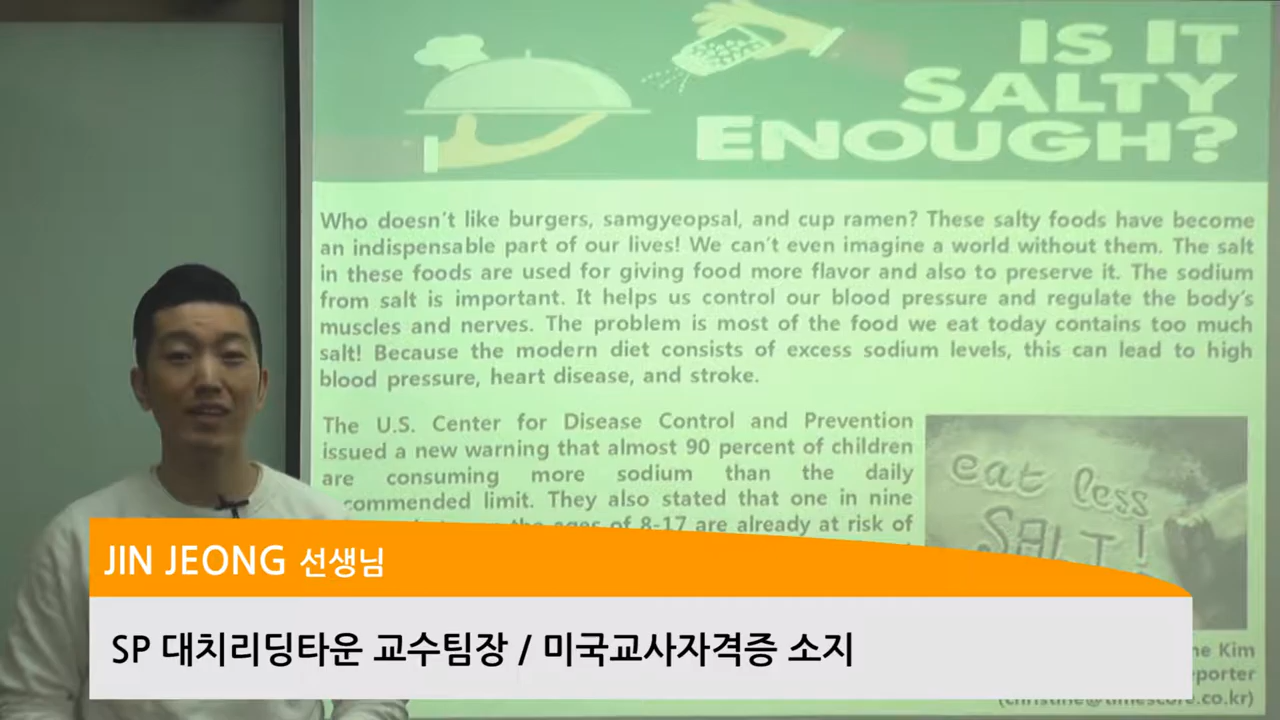 IS IT
SALTY
ENOUGH?
Who doesn't like burgers, samgyeopsal, and cup ramen? These salty foods have become
an indispensable part of our lives! We can't even imagine a world without them. The salt
in these foods are used for giving food more flavor and also to preserve it. The sodium
from salt is important. It helps us control our blood pressure and regulate the body's
muscles and nerves. The problem is most of the food we eat today contains too much
salt! Because the modern diet consists of excess sodium levels, this can lead to high
blood pressure, heart disease, and stroke.
The U.S. Center for Disease Control and Prevention
issued a new warning that almost 90 percent of children
are consuming more sodium than the daily
commended limit. They also stated that one in nine
the ages of 8-17 are already at risk of
eat less
SALT!
JIN JEONG 선생님
SP 대치리딩타운 교수팀장 / 미국교사자격증 소지
ne Kim
porter
(christine@timescore.co.kr)